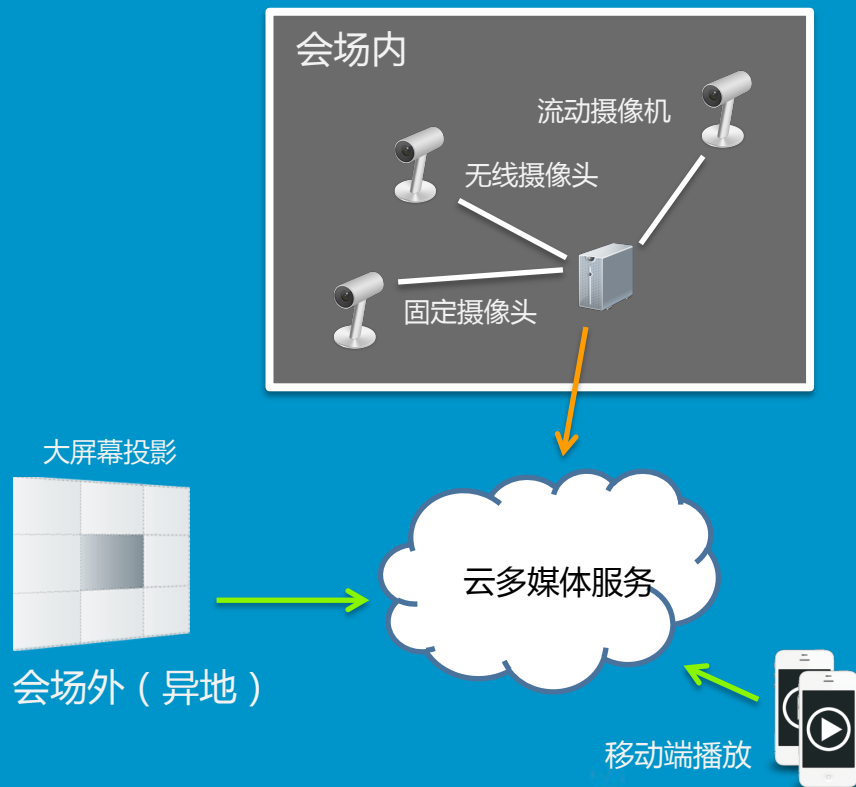 会场内
流动摄像机
无线摄像头
固定摄像头
大屏幕投影
云多媒体服务
会场外（异地）
移动端播放